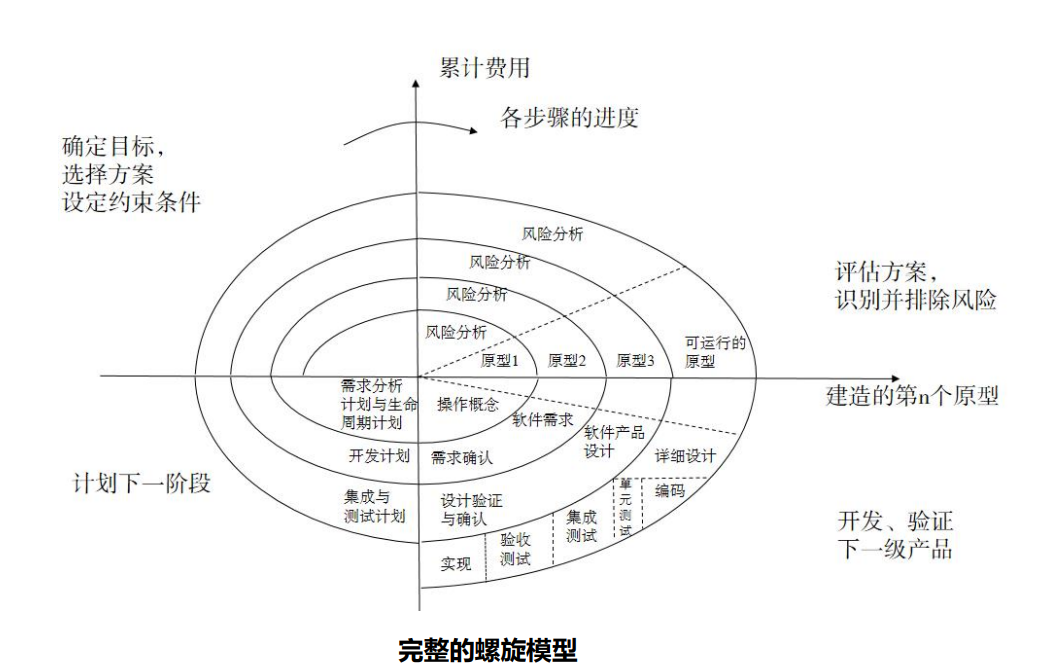 累计费用
各步骤的进度
确定目标，
选择方案
设定约束条件
风险分析
风险分析
风险分析
风险分析
评估方案，
识别并排除风险
原型1
原型2
原型3
可运行的
原型
建造的第n个原型
需求分析
计划与生命
周期计划
操作概念
软件需求
软件产品
设计
详细设计
开发计划
需求确认
计划下一阶段
集成与
测试计划
设计验证
与确认
單
元
测
试
编码
集成
测试
验收
测试
实现
开发、验证
下一级产品
完整的螺旋模型